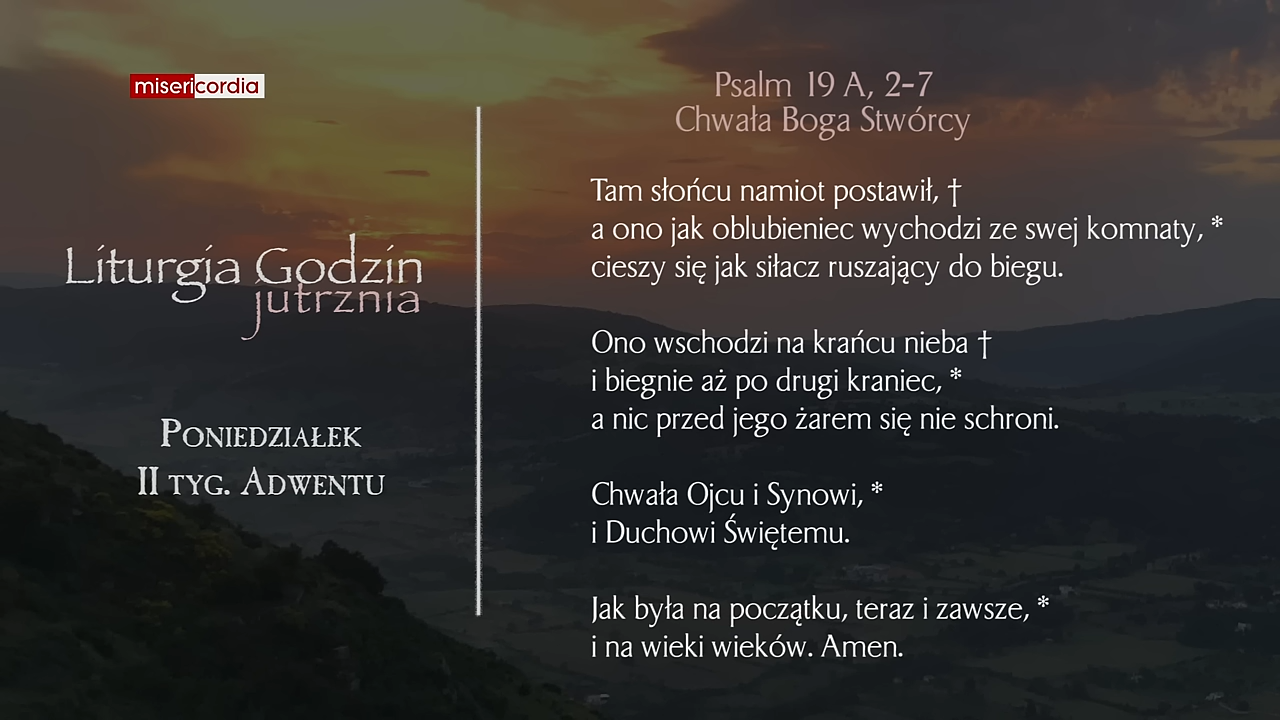 misericordia
Liturgia Godzin
jutrznia
Poniedziałek
II tyg. Adwentu
Psalm 19 A, 2-7
Chwała Boga Stwórcy
Tam słońcu namiot postawił, †
a ono jak oblubieniec wychodzi ze swej komnaty, *
cieszy się jak siłacz ruszający do biegu.
Ono wschodzi na krańcu nieba †
i biegnie aż po drugi kraniec, *
a nic przed jego żarem się nie schroni.
Chwała Ojcu i Synowi, *
i Duchowi Świętemu.
Jak była na początku, teraz i zawsze, *
i na wieki wieków. Amen.